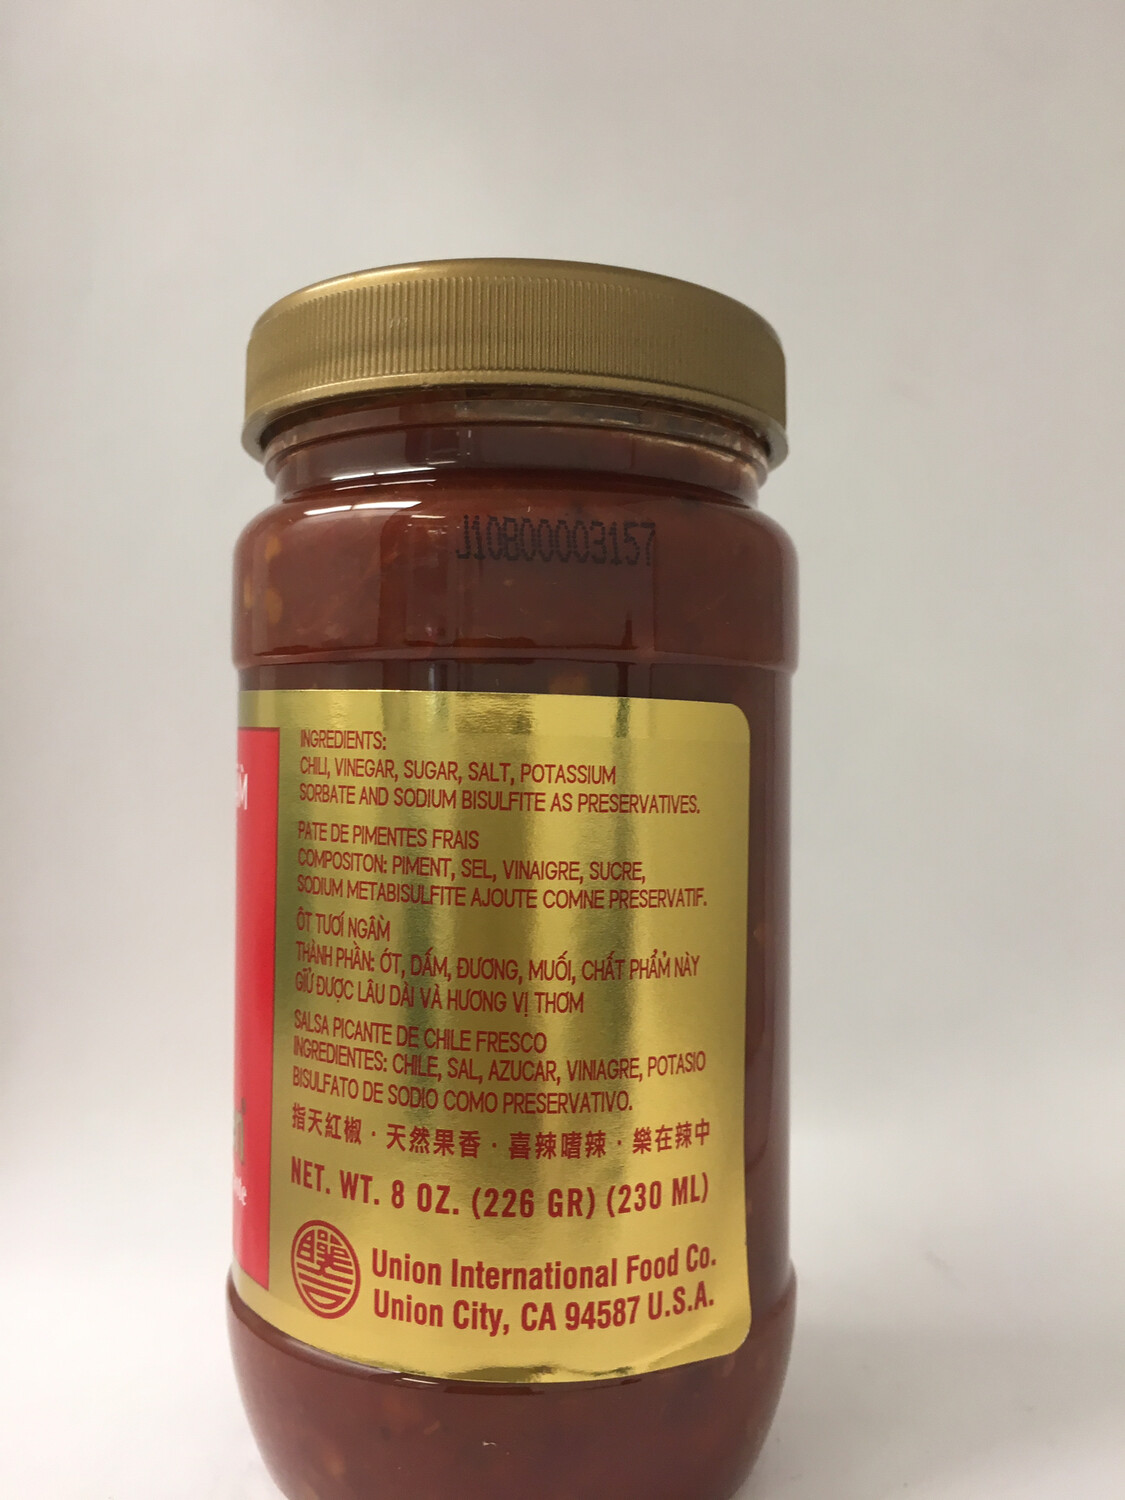 J10B00003157
INGREDIENTS:
CHILI, VINEGAR, SUGAR, SALT, POTASSIUM
SORBATE AND SODIUM BISULFITE AS PRESERVATIVES.
PATE DE PIMENTES FRAIS
COMPOSITON: PIMENT, SEL, VINAIGRE, SUCRE,
SODIUM METABISULFITE AJOUTE COMNE PRESERVATIF.
ÔT TƯƠÍ NGÂM̀
THÀNH PHẦN: ỚT, DẤM, ĐƯƠNG, MUỐI, CHẤT PHẨM NÀY
GIỮ ĐƯỢC LÂU DÀI VÀ HƯƠNG VỊ THƠM
SALSA PICANTE DE CHILE FRESCO
INGREDIENTES: CHILE, SAL, AZUCAR, VINIAGRE, POTASIO
BISULFATO DE SODIO COMO PRESERVATIVO.
指天紅椒 · 天然果香 · 喜辣嗜辣 · 樂在辣中
NET. WT. 8 OZ. (226 GR) (230 ML)
Union International Food Co.
Union City, CA 94587 U.S.A.